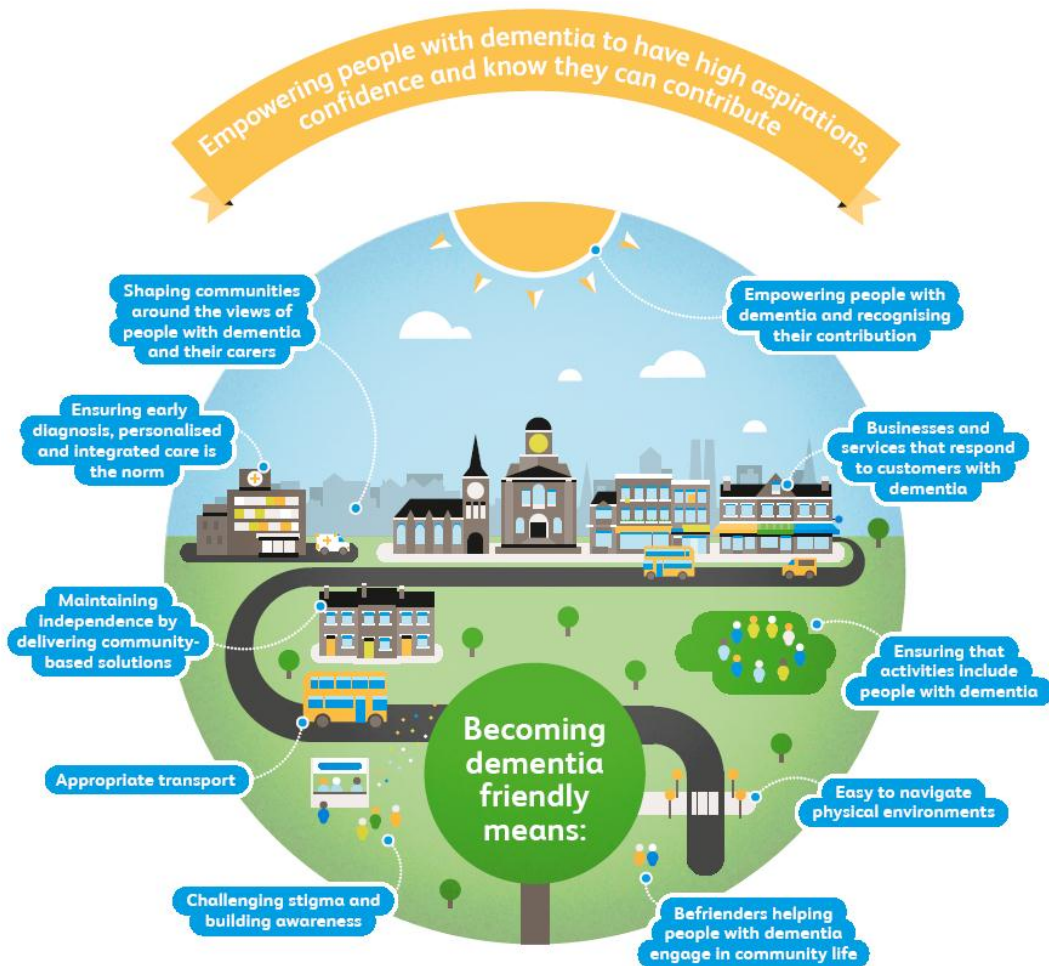 Empowering people with dementia to have high aspirations,
confidence and know they can contribute
Shaping communities
around the views of
people with dementia
and their carers
Empowering people with
dementia and recognising
their contribution
Ensuring early
diagnosis, personalised
and integrated care is
the norm
Businesses and
services that respond
to customers with
dementia
Maintaining
independence by
delivering community-
based solutions
Ensuring that
activities include
people with dementia
Becoming
dementia
friendly
means:
Appropriate transport
Easy to navigate
physical environments
Challenging stigma and
building awareness
Befrienders helping
people with dementia
engage in community life